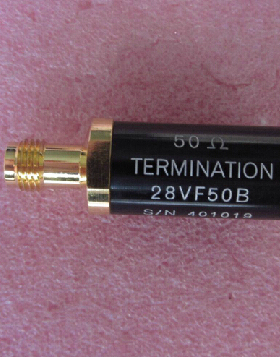 50 Ω
TERMINATION
28VF50B
S/N 401019